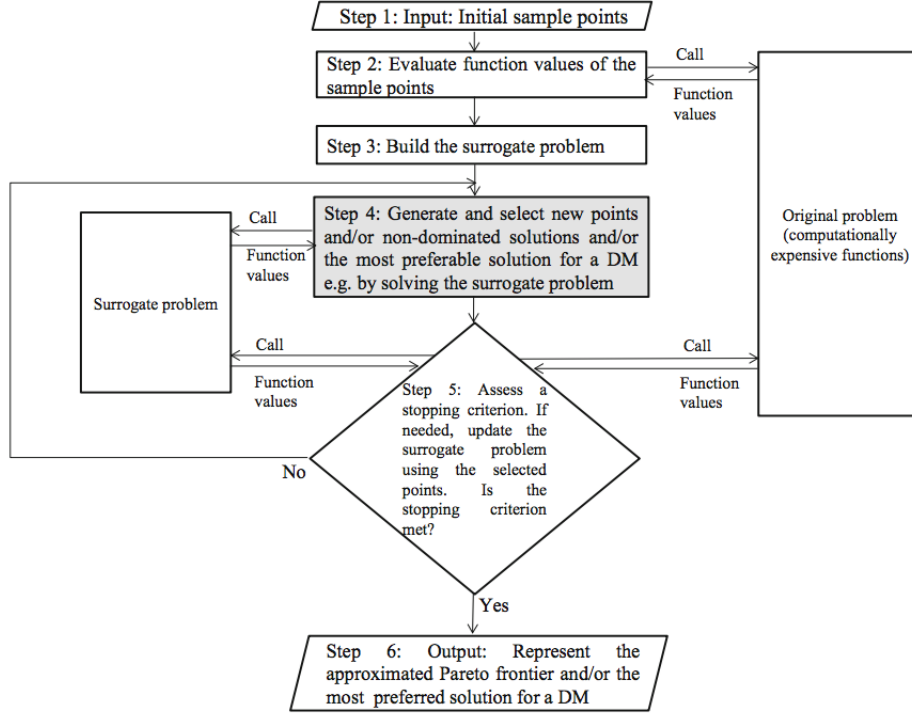 Step 1: Input: Initial sample points
Step 2: Evaluate function values of the
sample points
Call
Function
values
Step 3: Build the surrogate problem
Step 4: Generate and select new points
and/or non-dominated solutions and/or
the most preferable solution for a DM
e.g. by solving the surrogate problem
Call
Function
values
Surrogate problem
Original problem
(computationally
expensive functions)
Call
Function
values
Call
Function
values
Step 5: Assess a
stopping criterion. If
needed, update the
surrogate problem
using the selected
points. Is the
stopping criterion
met?
No
Yes
Step 6: Output: Represent the
approximated Pareto frontier and/or the
most preferred solution for a DM